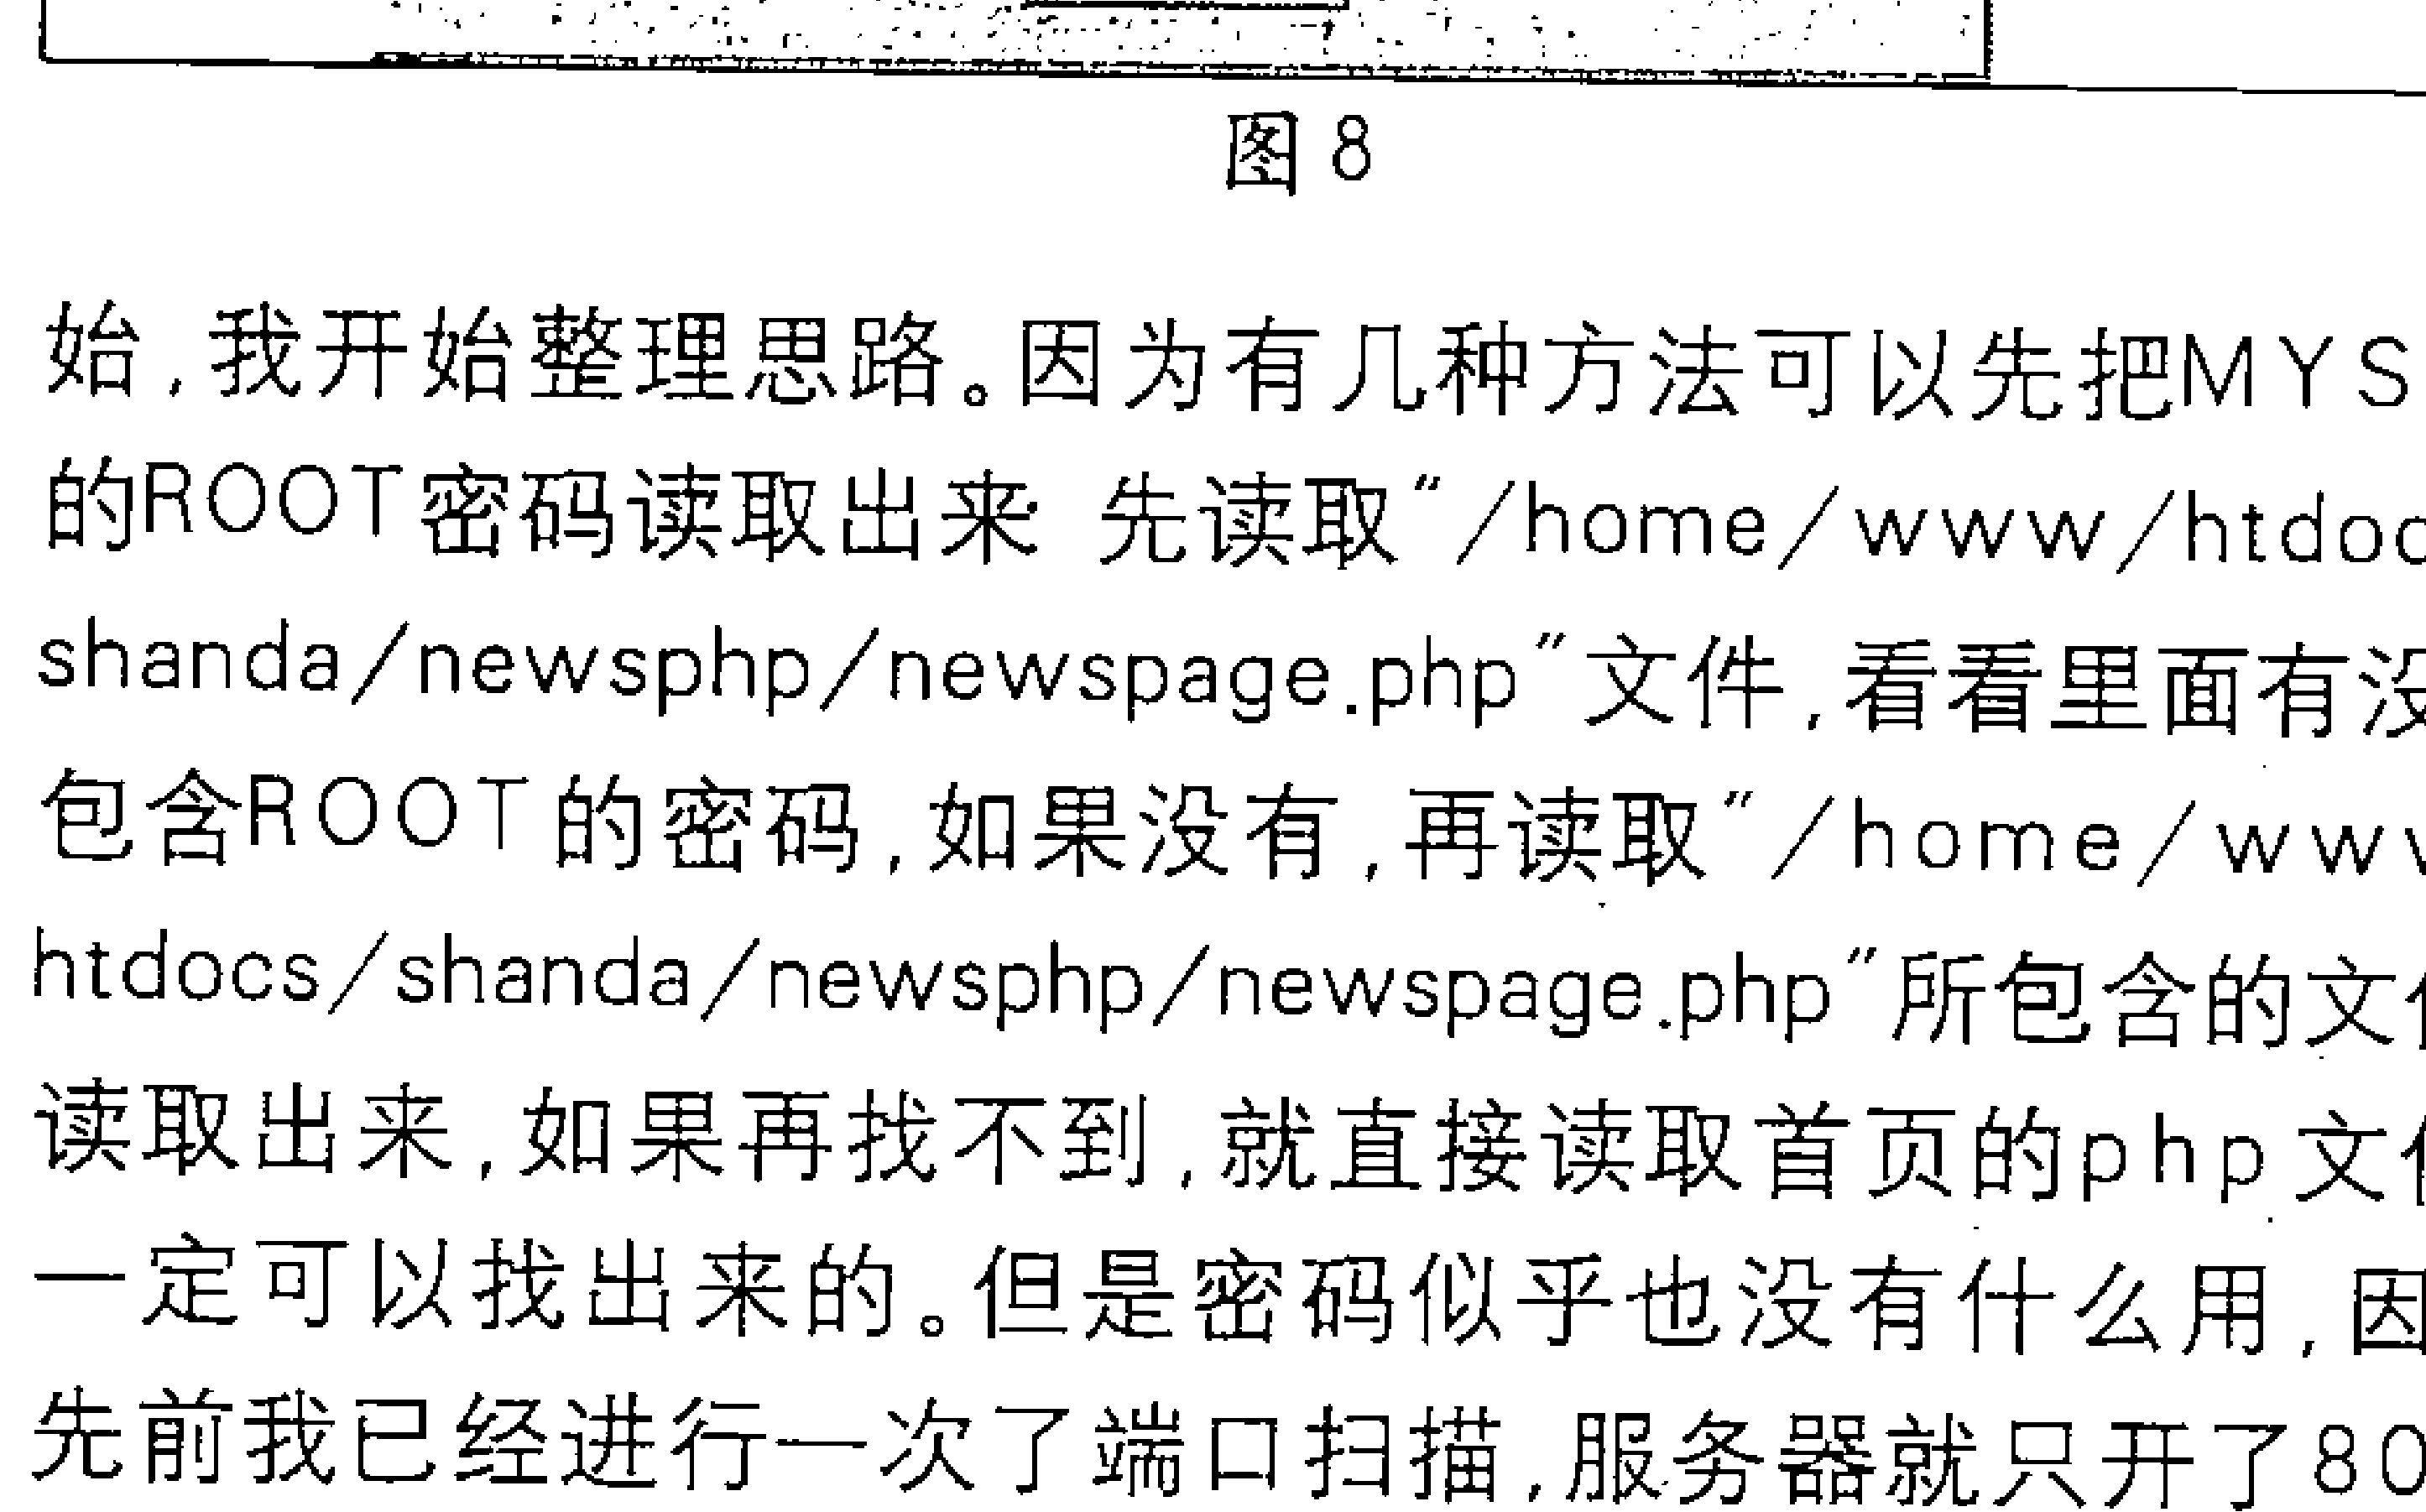 图 8
始,我开始整理思路。因为有几种方法可以先把MYS
的ROOT密码读取出来 先读取“/home/www/htdoc
shanda/newsphp/newspage.php”文件,看看里面有没
包含ROOT的密码,如果没有,再读取”/home/www
htdocs/shanda/newsphp/newspage.php”所包含的文件
读取出来,如果再找不到,就直接读取首页的php文件
一定可以找出来的。但是密码似乎也没有什么用,因
先前我已经进行一次了端口扫描,服务器就只开了80